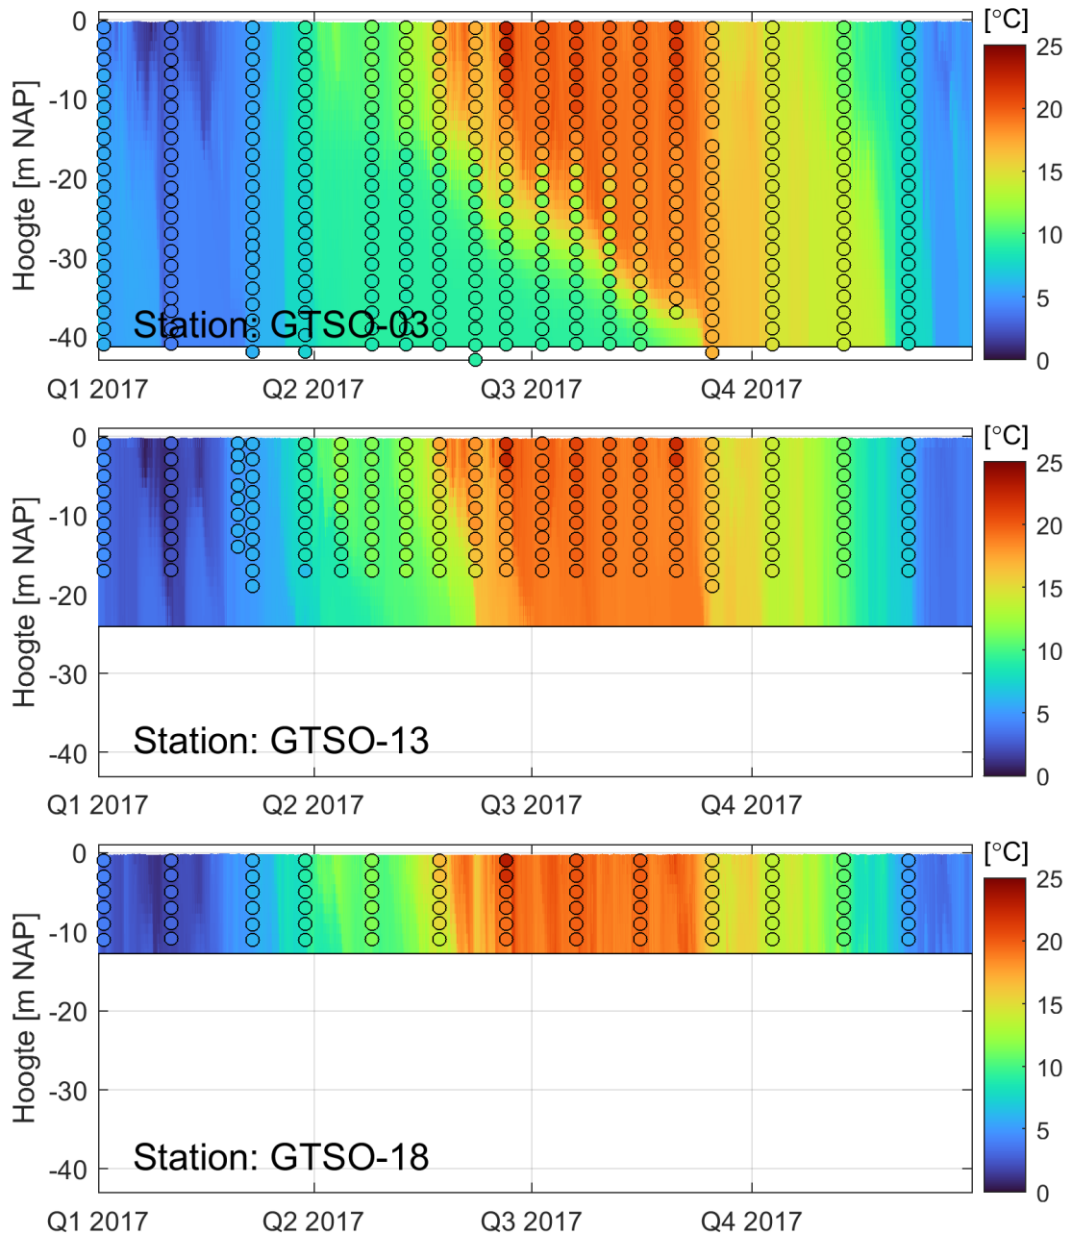 [°C]
0
-10
-20
-30
-40
Hoogte [m NAP]
Station: GTSO-03
25
20
15
10
5
0
Q1 2017
Q2 2017
Q3 2017
Q4 2017
[°C]
0
-10
-20
-30
-40
Hoogte [m NAP]
Station: GTSO-13
25
20
15
10
5
0
Q1 2017
Q2 2017
Q3 2017
Q4 2017
[°C]
0
-10
-20
-30
-40
Hoogte [m NAP]
Station: GTSO-18
25
20
15
10
5
0
Q1 2017
Q2 2017
Q3 2017
Q4 2017